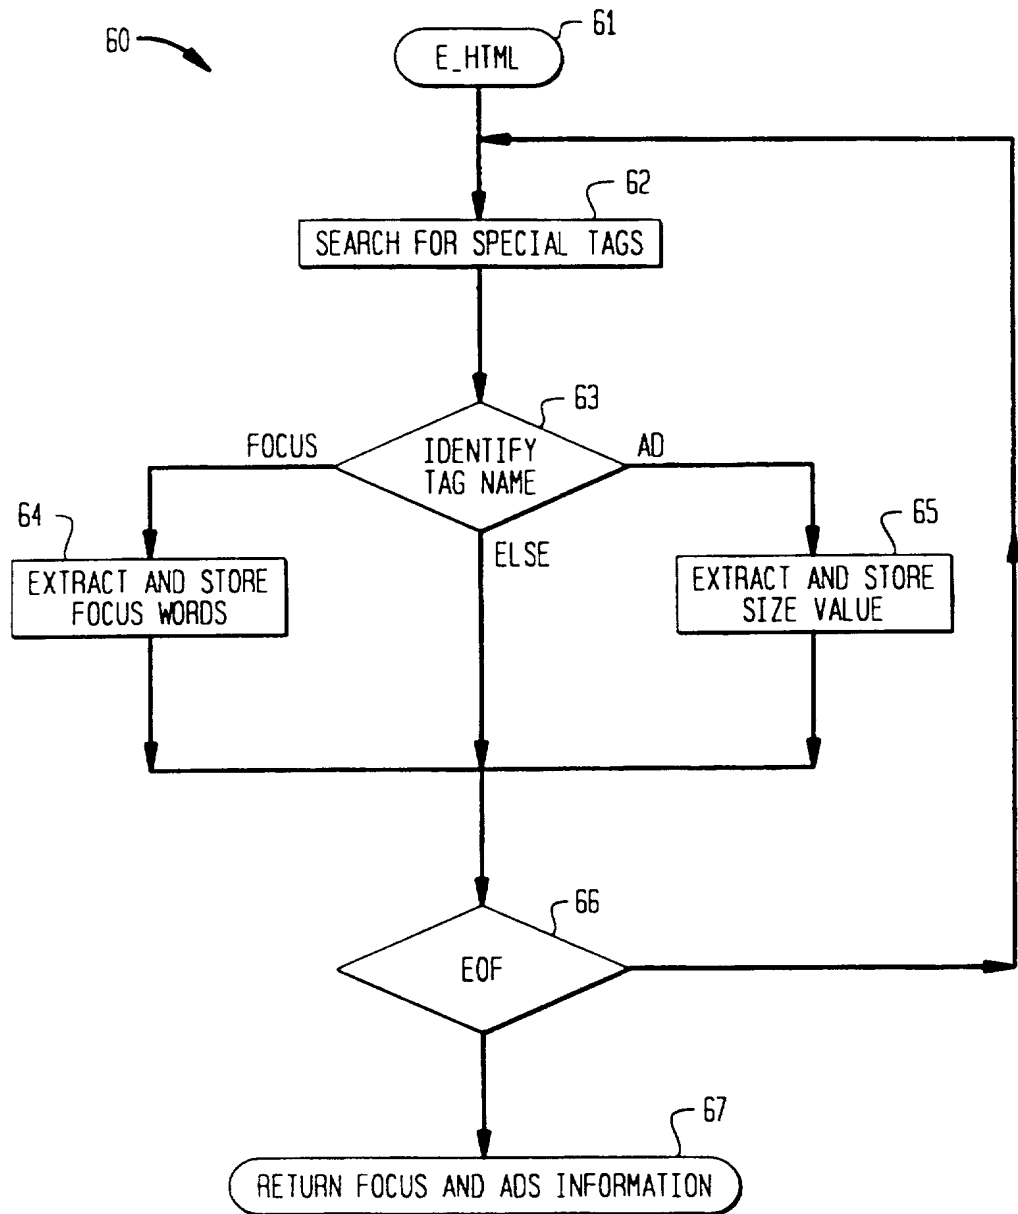 60
61
E_HTML
62
SEARCH FOR SPECIAL TAGS
63
FOCUS
IDENTIFY
TAG NAME
AD
ELSE
64
EXTRACT AND STORE
FOCUS WORDS
65
EXTRACT AND STORE
SIZE VALUE
66
EOF
67
RETURN FOCUS AND ADS INFORMATION